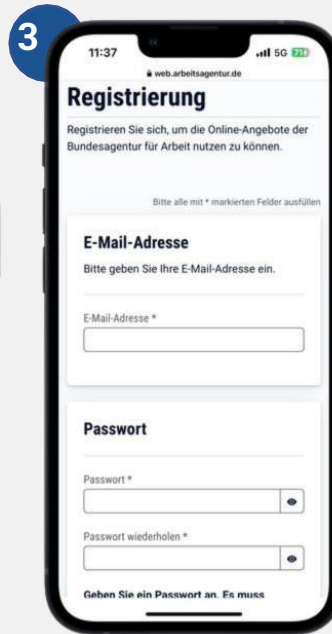 3
11:37
5G 71
web.arbeitsagentur.de
Registrierung
Registrieren Sie sich, um die Online-Angebote der
Bundesagentur für Arbeit nutzen zu können.
Bitte alle mit * markierten Felder ausfüllen
E-Mail-Adresse
Bitte geben Sie Ihre E-Mail-Adresse ein.
E-Mail-Adresse *
Passwort
Passwort *
Passwort wiederholen *
Geben Sie ein Passwort an. Es muss